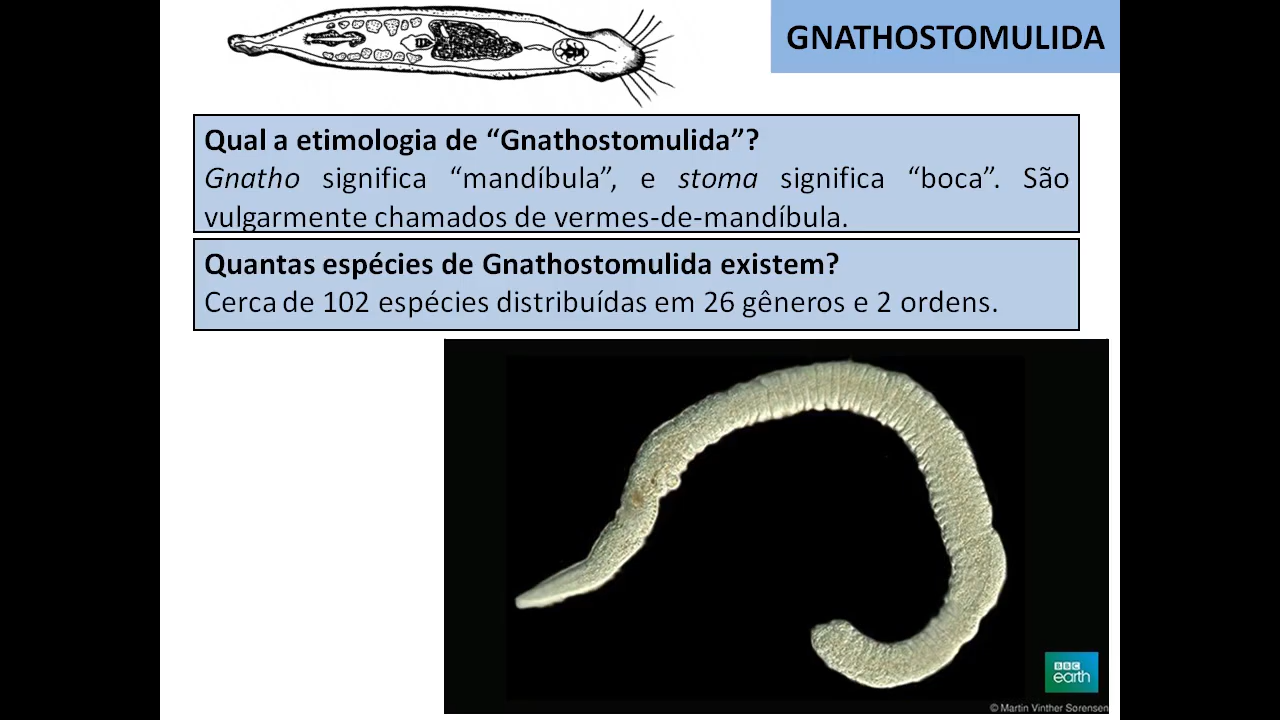 GNATHOSTOMULIDA
Qual a etimologia de “Gnathostomulida”?
Gnatho significa “mandíbula”, e stoma significa “boca”. São
vulgarmente chamados de vermes-de-mandíbula.
Quantas espécies de Gnathostomulida existem?
Cerca de 102 espécies distribuídas em 26 gêneros e 2 ordens.
BBC
earth
© Martin Vinther Sørensen